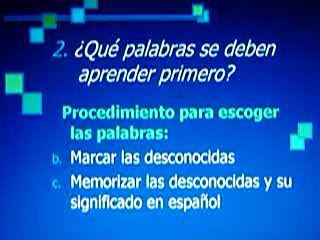 2. ¿Qué palabras se deben
aprender primero?
Procedimiento para escoger
las palabras:
b. Marcar las desconocidas
c. Memorizar las desconocidas y su
significado en español